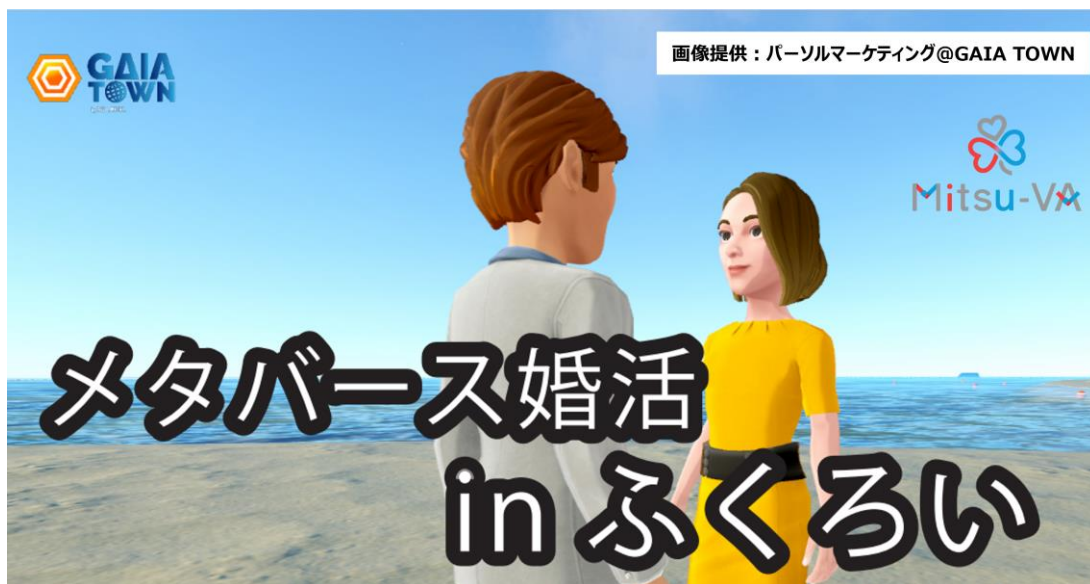 画像提供:パーソルマーケティング@GAIA TOWN
GAIA
TOWN
Mitsu-VA
メタバース婚活
in ふくろい